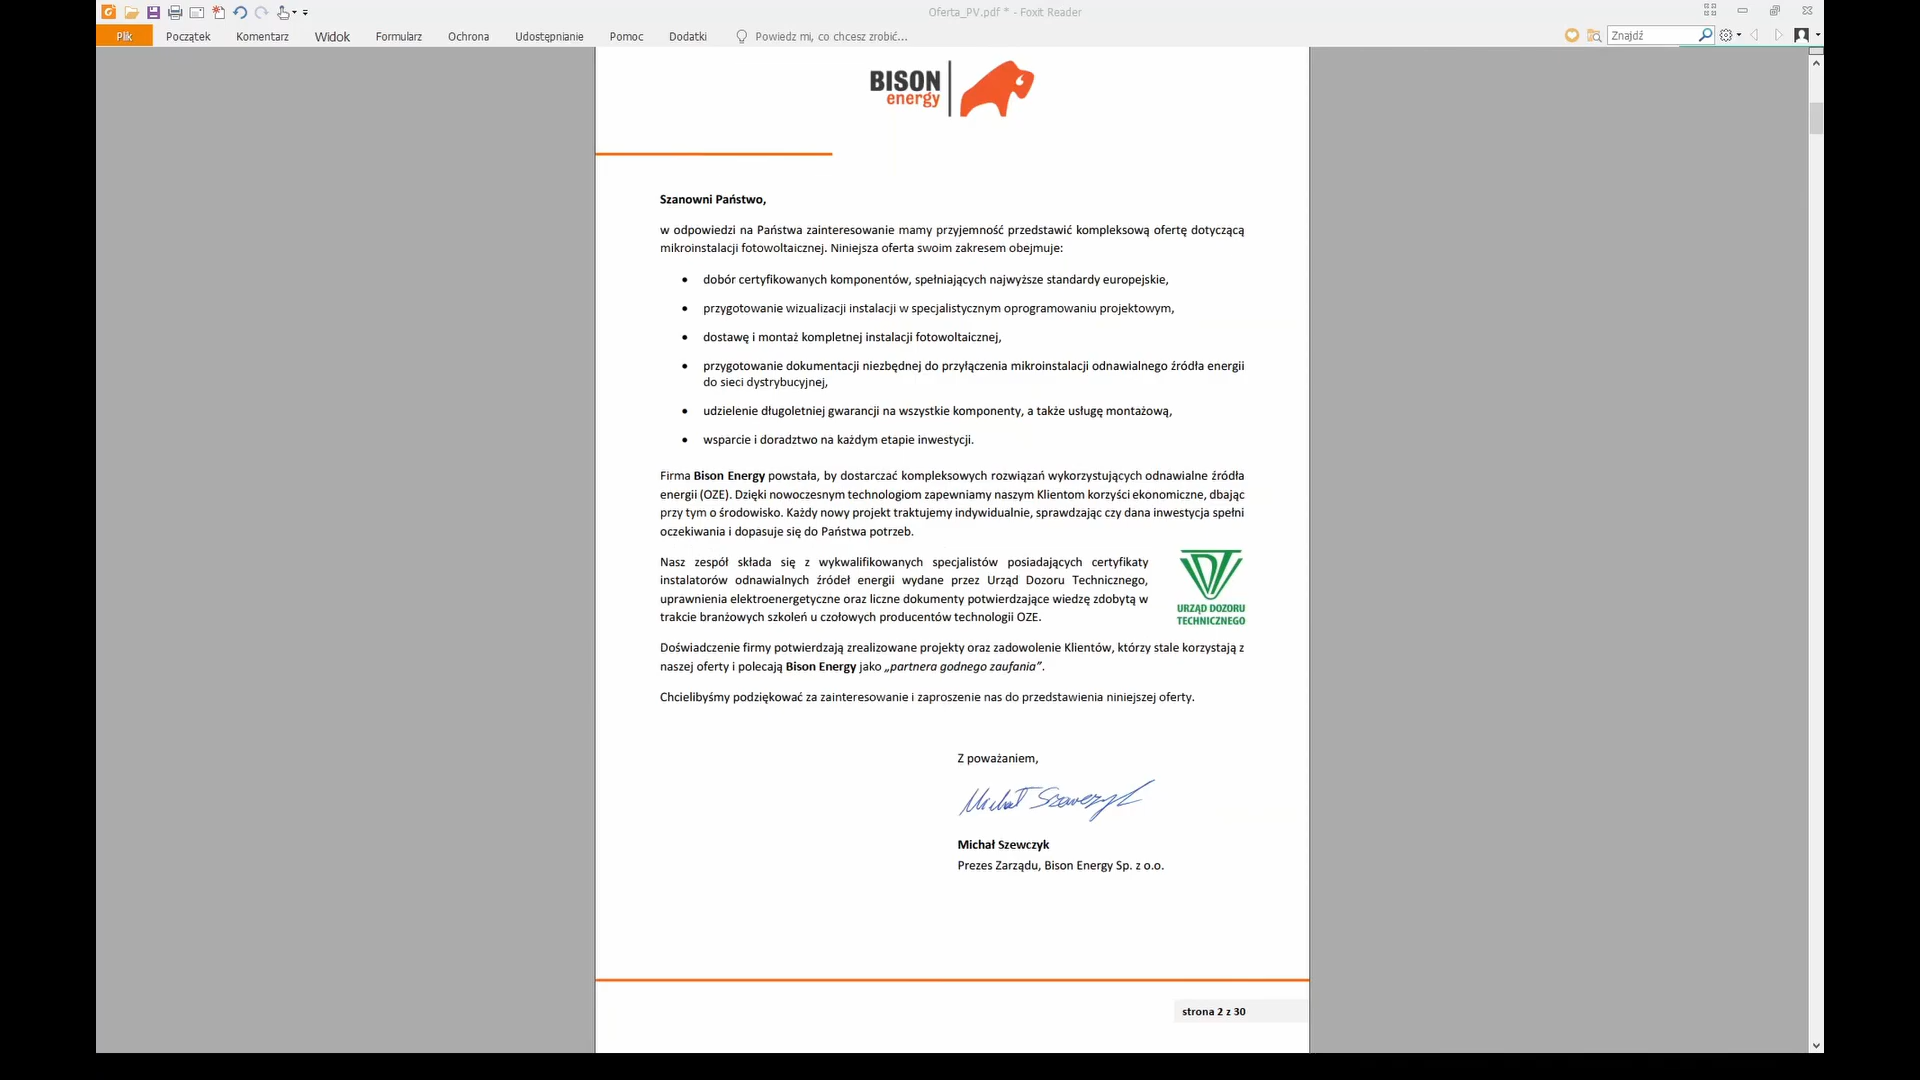 Oferta_PV.pdf * - Foxit Reader
Plik Początek Komentarz Widok Formularz Ochrona Udostępnianie Pomoc Dodatki Powiedz mi, co chcesz zrobić... Znajdź
BISON
energy
Szanowni Państwo,
w odpowiedzi na Państwa zainteresowanie mamy przyjemność przedstawić kompleksową ofertę dotyczącą
mikroinstalacji fotowoltaicznej. Niniejsza oferta swoim zakresem obejmuje:
• dobór certyfikowanych komponentów, spełniających najwyższe standardy europejskie,
• przygotowanie wizualizacji instalacji w specjalistycznym oprogramowaniu projektowym,
• dostawę i montaż kompletnej instalacji fotowoltaicznej,
• przygotowanie dokumentacji niezbędnej do przyłączenia mikroinstalacji odnawialnego źródła energii
do sieci dystrybucyjnej,
• udzielenie długoletniej gwarancji na wszystkie komponenty, a także usługę montażową,
• wsparcie i doradztwo na każdym etapie inwestycji.
Firma Bison Energy powstała, by dostarczać kompleksowych rozwiązań wykorzystujących odnawialne źródła
energii (OZE). Dzięki nowoczesnym technologiom zapewniamy naszym Klientom korzyści ekonomiczne, dbając
przy tym o środowisko. Każdy nowy projekt traktujemy indywidualnie, sprawdzając czy dana inwestycja spełni
oczekiwania i dopasuje się do Państwa potrzeb.
Nasz zespół składa się z wykwalifikowanych specjalistów posiadających certyfikaty
instalatorów odnawialnych źródeł energii wydane przez Urząd Dozoru Technicznego,
uprawnienia elektroenergetyczne oraz liczne dokumenty potwierdzające wiedzę zdobytą w
trakcie branżowych szkoleń u czołowych producentów technologii OZE.
UDT
URZĄD DOZORU
TECHNICZNEGO
Doświadczenie firmy potwierdzają zrealizowane projekty oraz zadowolenie Klientów, którzy stale korzystają z
naszej oferty i polecają Bison Energy jako „partnera godnego zaufania”.
Chcielibyśmy podziękować za zainteresowanie i zaproszenie nas do przedstawienia niniejszej oferty.
Z poważaniem,
Michał Szewczyk
Michał Szewczyk
Prezes Zarządu, Bison Energy Sp. z o.o.
strona 2 z 30